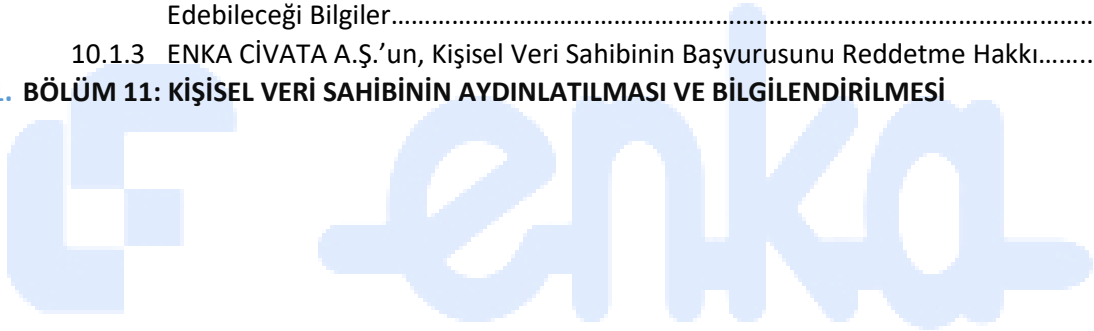 Edebileceği Bilgiler……………………………………………………………………………………………
10.1.3 ENKA CİVATA A.Ş.’un, Kişisel Veri Sahibinin Başvurusunu Reddetme Hakkı……..
. BÖLÜM 11: KİŞİSEL VERİ SAHİBİNİN AYDINLATILMASI VE BİLGİLENDİRİLMESİ
enka